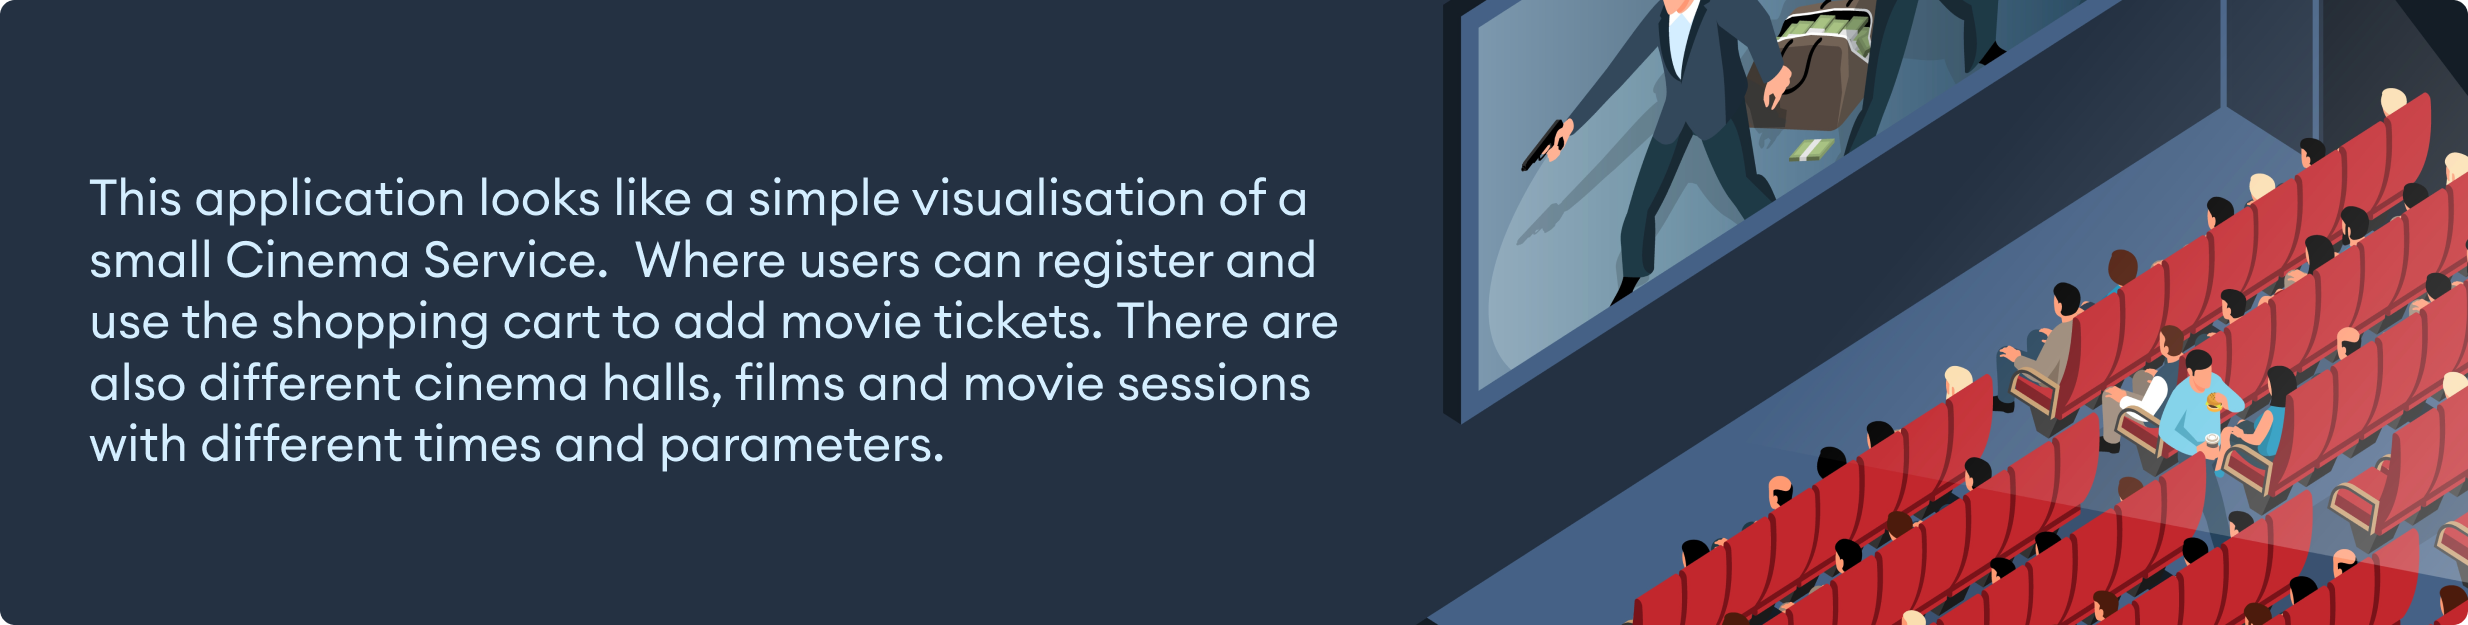 This application looks like a simple visualisation of a
small Cinema Service.  Where users can register and
use the shopping cart to add movie tickets. There are
also different cinema halls, films and movie sessions
with different times and parameters.